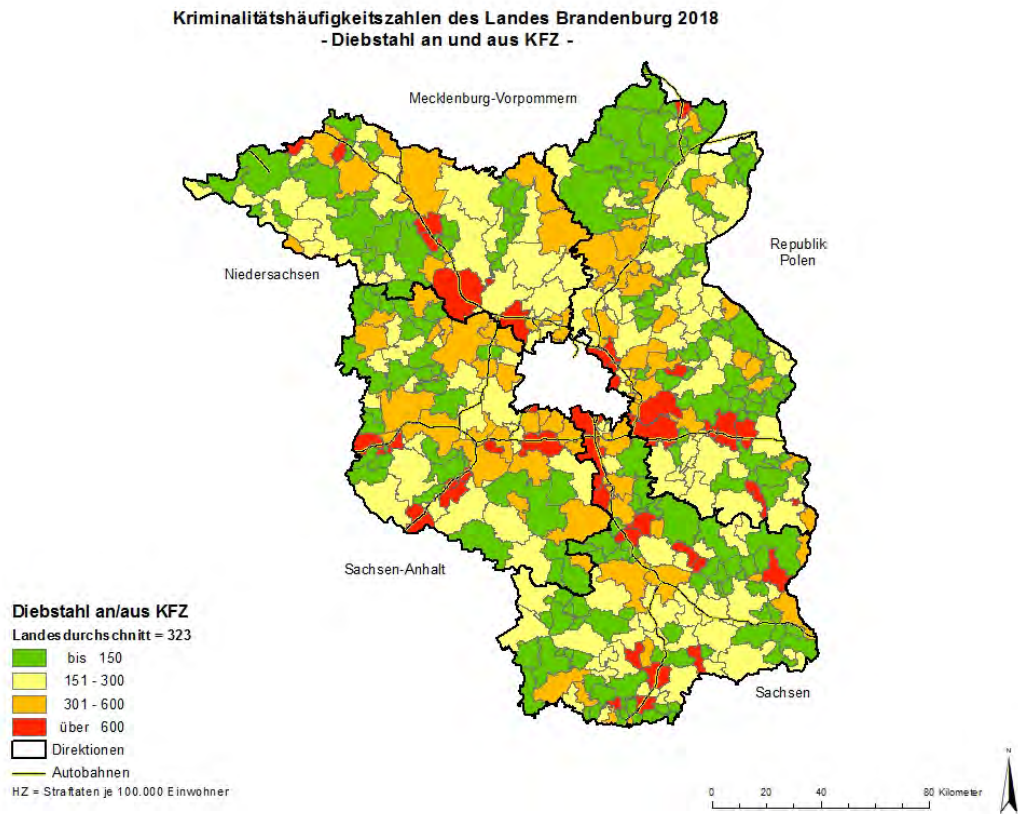 Kriminalitätshäufigkeitszahlen des Landes Brandenburg 2018
- Diebstahl an und aus KFZ -
Mecklenburg-Vorpommern
Republik
Polen
Niedersachsen
Sachsen-Anhalt
Sachsen
Diebstahl an/aus KFZ
Landesdurchschnitt = 323
bis 150
151 - 300
301 - 600
über 600
Direktionen
Autobahnen
HZ = Straftaten je 100.000 Einwohner
N
0 20 40 80 Kilometer